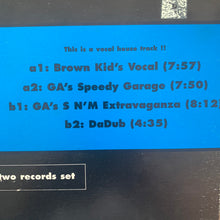 This is a vocal house track !!
a1: Brown Kid's Vocal (7:57)
a2: GA's Speedy Garage (7:50)
b1: GA's S N'M Extravaganza (8:12)
b2: DaDub (4:35)
two records set